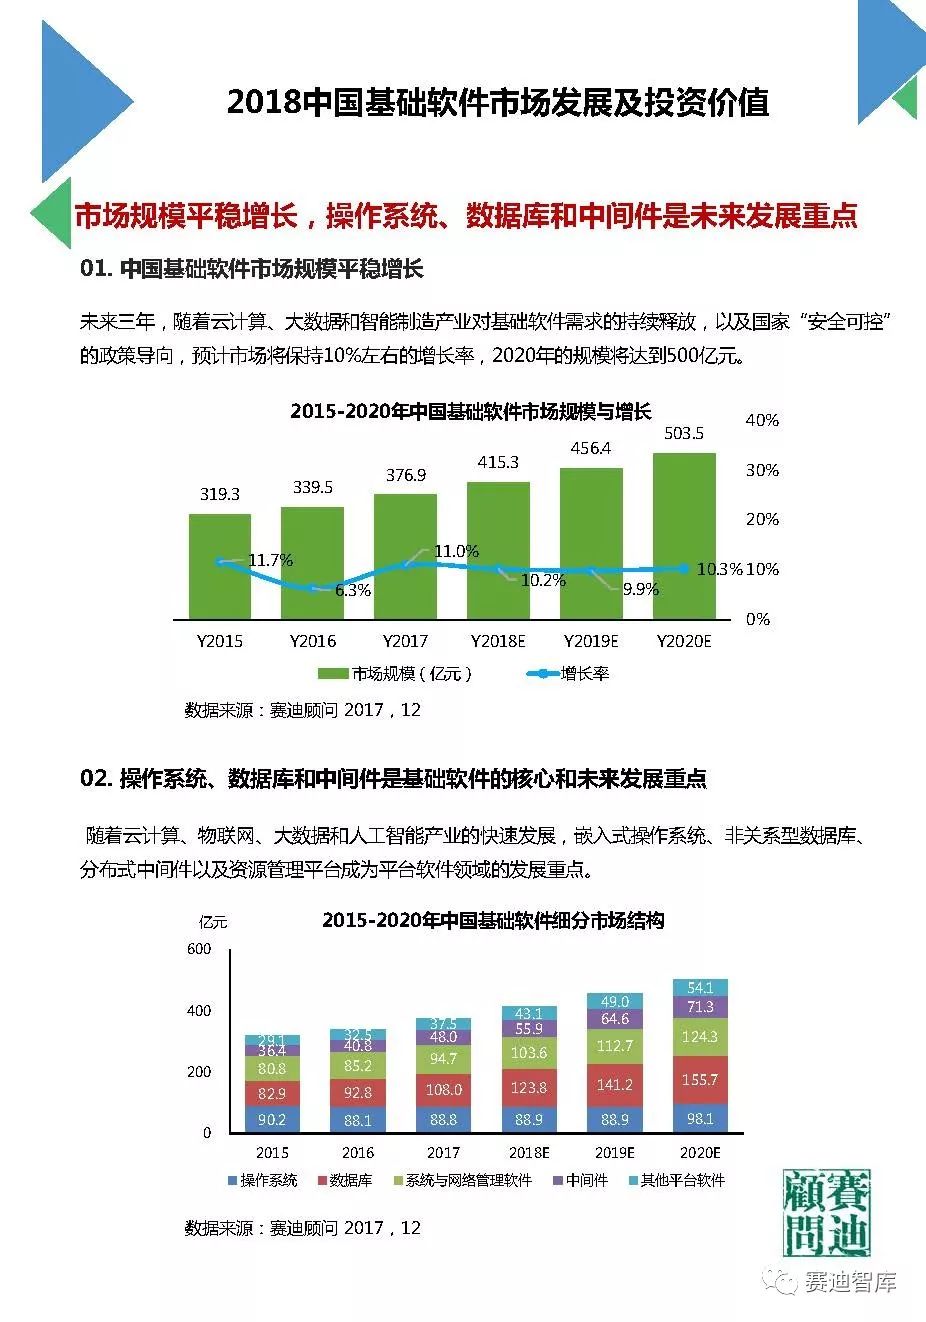 2018中国基础软件市场发展及投资价值
市场规模平稳增长，操作系统、数据库和中间件是未来发展重点
01. 中国基础软件市场规模平稳增长
未来三年，随着云计算、大数据和智能制造产业对基础软件需求的持续释放，以及国家“安全可控”
的政策导向，预计市场将保持10%左右的增长率，2020年的规模将达到500亿元。
2015-2020年中国基础软件市场规模与增长
40%
30%
20%
10%
0%
319.3 339.5 376.9 415.3 456.4 503.5
11.7% 6.3% 11.0% 10.2% 9.9% 10.3%
Y2015 Y2016 Y2017 Y2018E Y2019E Y2020E
市场规模（亿元） 增长率
数据来源：赛迪顾问 2017，12
02. 操作系统、数据库和中间件是基础软件的核心和未来发展重点
随着云计算、物联网、大数据和人工智能产业的快速发展，嵌入式操作系统、非关系型数据库、
分布式中间件以及资源管理平台成为平台软件领域的发展重点。
亿元 2015-2020年中国基础软件细分市场结构
600
400
200
0
29.1 32.5 37.5 43.1 49.0 54.1
36.4 40.8 48.0 55.9 64.6 71.3
80.8 85.2 94.7 103.6 112.7 124.3
82.9 92.8 108.0 123.8 141.2 155.7
90.2 88.1 88.8 88.9 88.9 98.1
2015 2016 2017 2018E 2019E 2020E
操作系统 数据库 系统与网络管理软件 中间件 其他平台软件
数据来源：赛迪顾问 2017，12
賽迪
顧問
赛迪智库